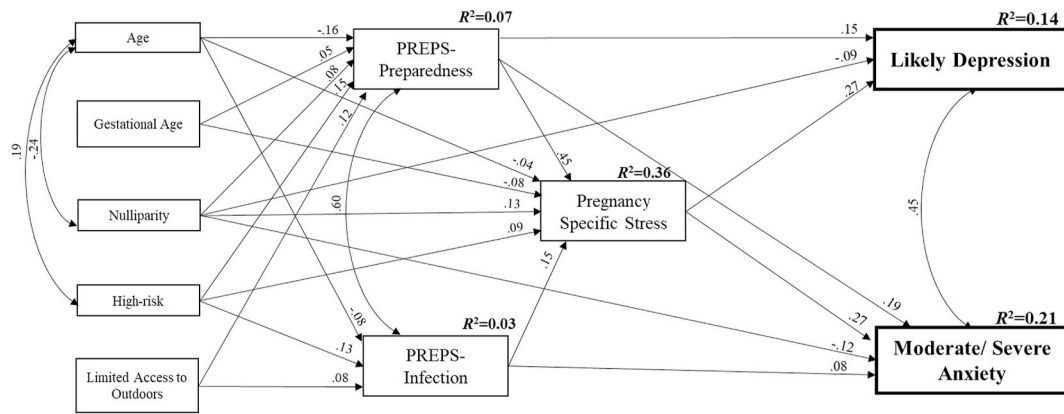 R²=0.07
R²=0.14
Age
-.16
PREPS-
Preparedness
.15
Likely Depression
.05
-.09
.08
.15
.27
.12
Gestational Age
.19
-.24
-.04
.45
R²=0.36
-.08
Pregnancy
Specific Stress
.60
.13
.45
Nulliparity
.09
.15
High-risk
-.08
.19
R²=0.03
.27
R²=0.21
.13
PREPS-
Infection
-.12
Moderate/ Severe
Anxiety
Limited Access to
Outdoors
.08
.08